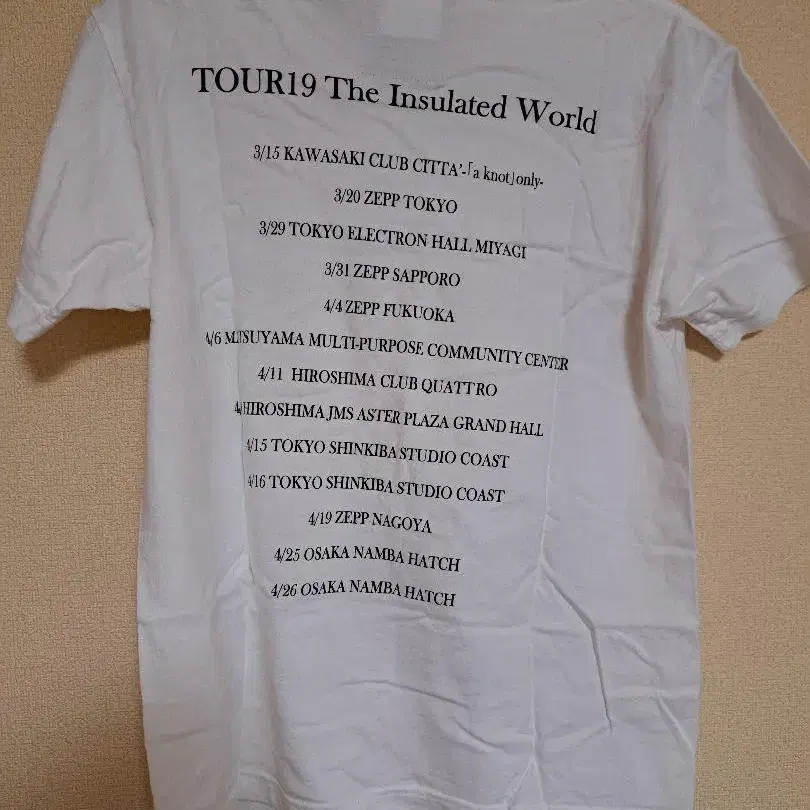 TOUR19 The Insulated World
3/15 KAWASAKI CLUB CITTA'-「a knot」only-
3/20 ZEPP TOKYO
3/29 TOKYO ELECTRON HALL MIYAGI
3/31 ZEPP SAPPORO
4/4 ZEPP FUKUOKA
4/6 MATSUYAMA MULTI-PURPOSE COMMUNITY CENTER
4/11 HIROSHIMA CLUB QUATTRO
HIROSHIMA JMS ASTER PLAZA GRAND HALL
4/15 TOKYO SHINKIBA STUDIO COAST
4/16 TOKYO SHINKIBA STUDIO COAST
4/19 ZEPP NAGOYA
4/25 OSAKA NAMBA HATCH
4/26 OSAKA NAMBA HATCH